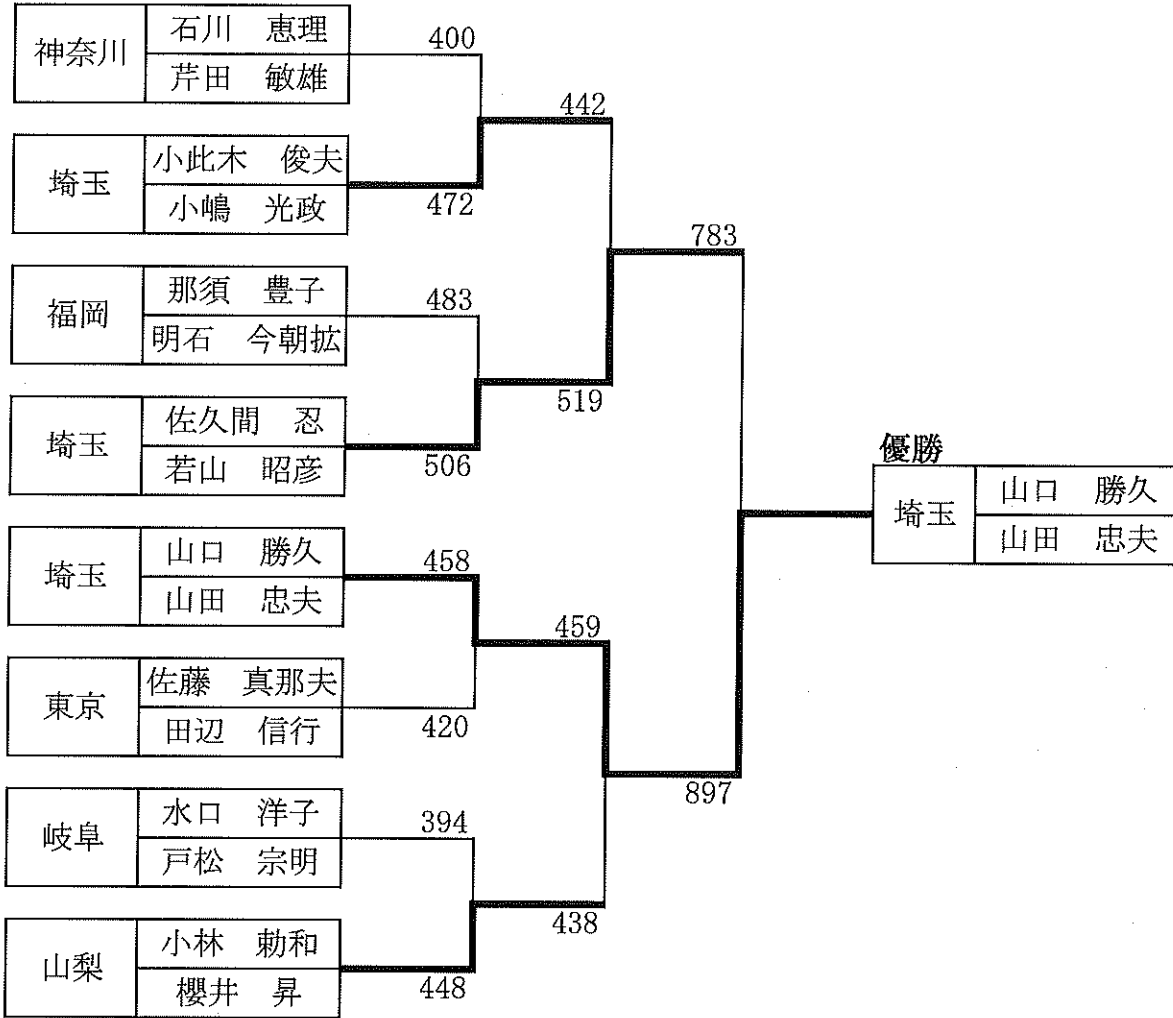 神奈川
石川　恵理
芹田　敏雄
400
442
埼玉
小此木　俊夫
小嶋　光政
472
783
福岡
那須　豊子
明石　今朝拡
483
519
埼玉
佐久間　忍
若山　昭彦
506
優勝
埼玉
山口　勝久
山田　忠夫
埼玉
山口　勝久
山田　忠夫
458
459
東京
佐藤　真那夫
田辺　信行
420
897
岐阜
水口　洋子
戸松　宗明
394
438
山梨
小林　勅和
櫻井　昇
448